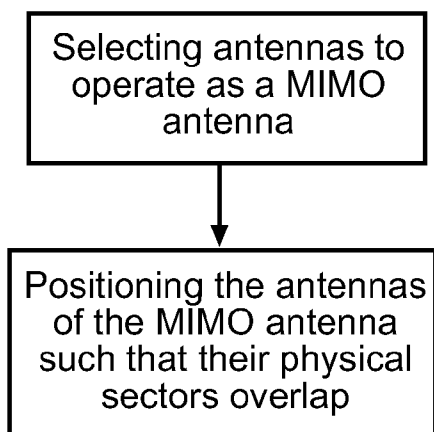 Selecting antennas to
operate as a MIMO
antenna
Positioning the antennas
of the MIMO antenna
such that their physical
sectors overlap